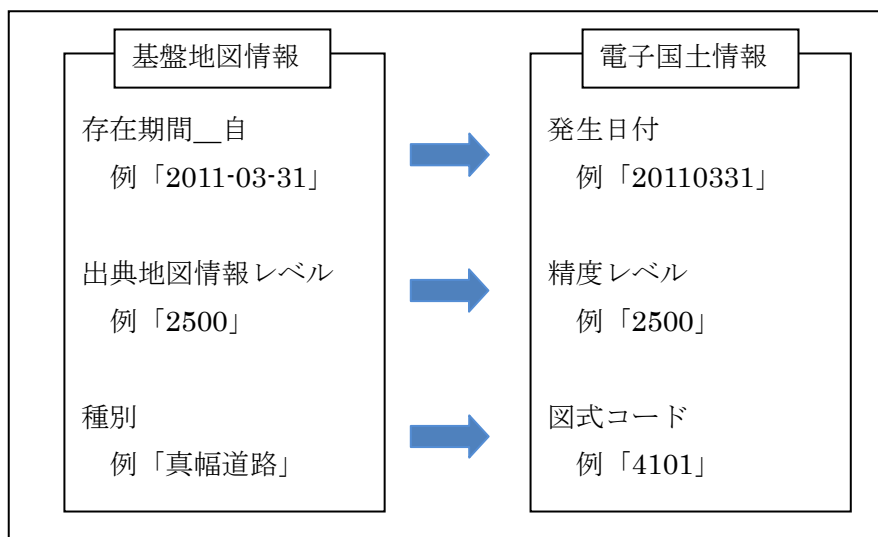 基盤地図情報
存在期間__自
例「2011-03-31」
出典地図情報レベル
例「2500」
種別
例「真幅道路」
電子国土情報
発生日付
例「20110331」
精度レベル
例「2500」
図式コード
例「4101」